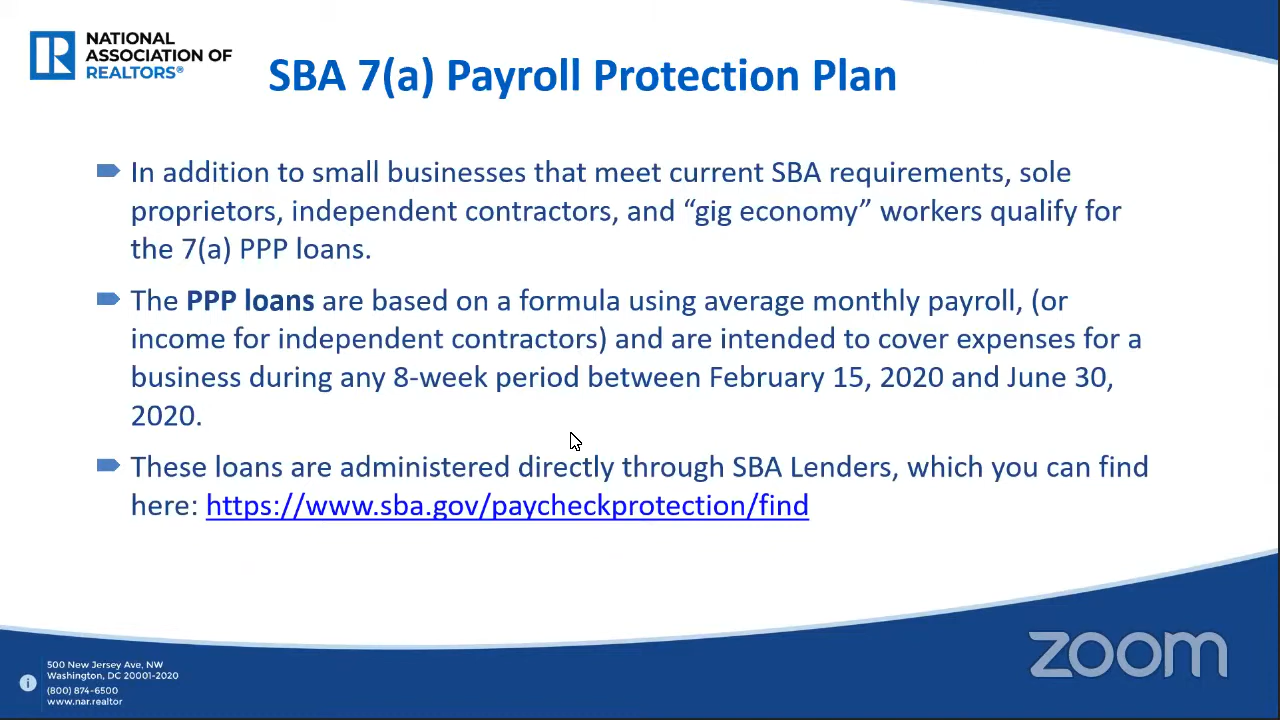 NATIONAL
ASSOCIATION OF
REALTORS®
SBA 7(a) Payroll Protection Plan
In addition to small businesses that meet current SBA requirements, sole
proprietors, independent contractors, and “gig economy” workers qualify for
the 7(a) PPP loans.
The PPP loans are based on a formula using average monthly payroll, (or
income for independent contractors) and are intended to cover expenses for a
business during any 8-week period between February 15, 2020 and June 30,
2020.
These loans are administered directly through SBA Lenders, which you can find
here: https://www.sba.gov/paycheckprotection/find
500 New Jersey Ave, NW
Washington, DC 20001-2020
(800) 874-6500
www.nar.realtor
zoom